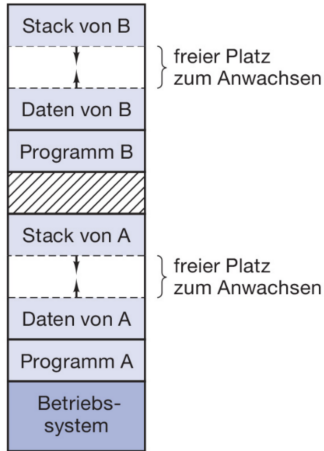 Stack von B
freier Platz
zum Anwachsen
Daten von B
Programm B
Stack von A
freier Platz
zum Anwachsen
Daten von A
Programm A
Betriebs-
system